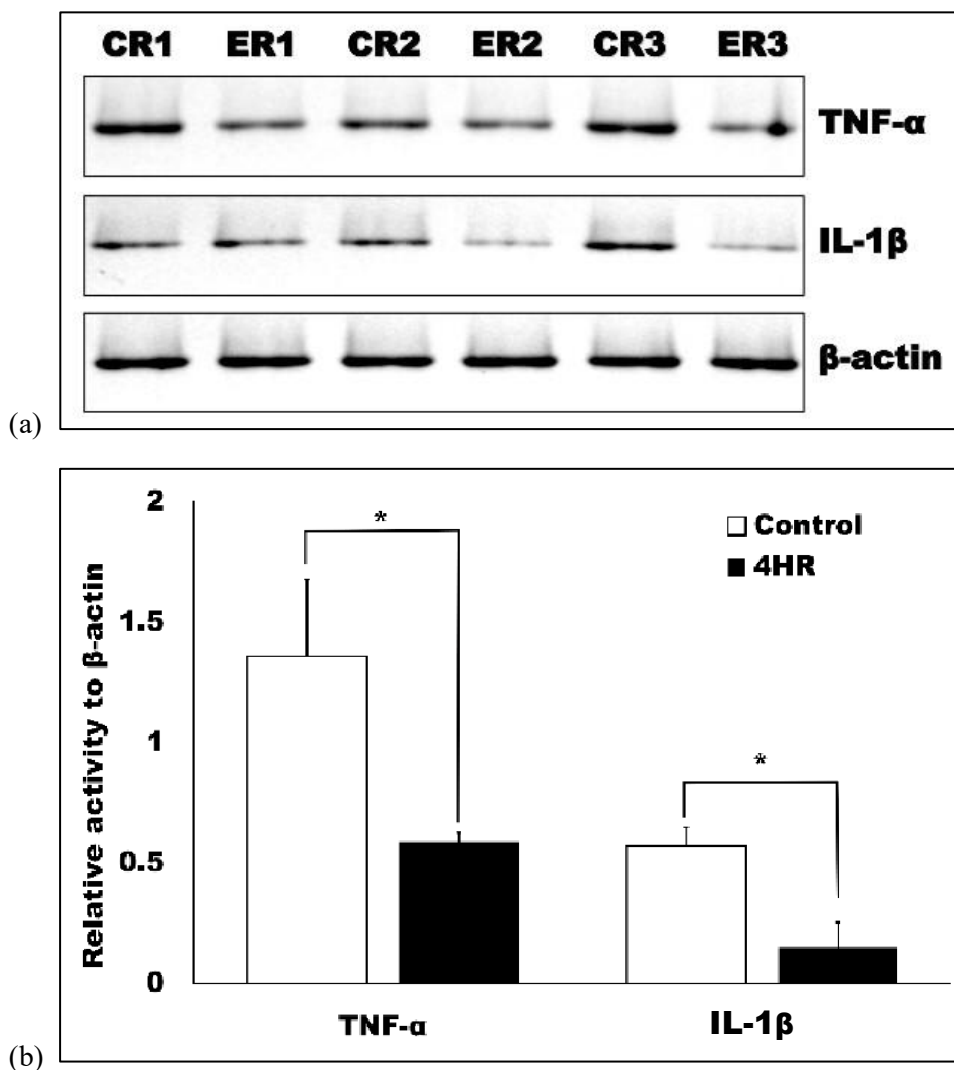 CR1 ER1 CR2 ER2 CR3 ER3
TNF-α
IL-1β
β-actin
(a)
2
*
Control
4HR
1.5
*
1
0.5
0
Relative activity to β-actin
TNF-α IL-1β
(b)